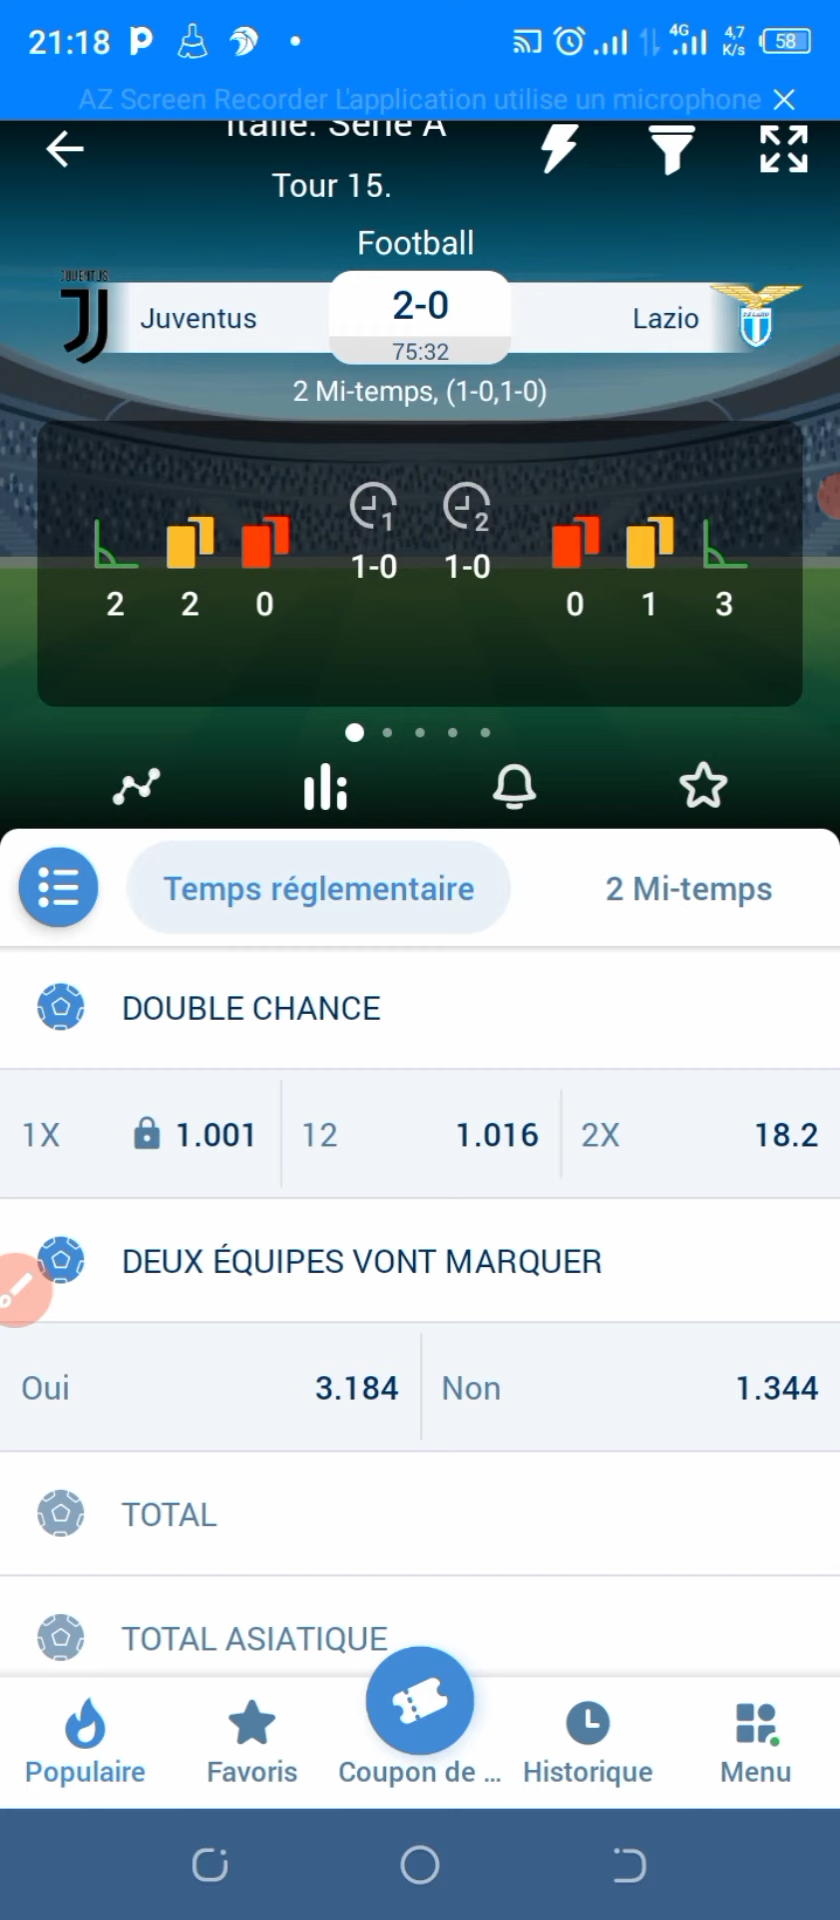 21:18
4G
4,7
K/s
58
AZ Screen Recorder L'application utilise un microphone
Italie. Serie A
Tour 15.
Football
JUVENTUS
Juventus
2-0
Lazio
75:32
2 Mi-temps, (1-0,1-0)
1
2
1-0
1-0
2
2
0
0
1
3
Temps réglementaire
2 Mi-temps
DOUBLE CHANCE
1X
1.001
12
1.016
2X
18.2
DEUX ÉQUIPES VONT MARQUER
Oui
3.184
Non
1.344
TOTAL
TOTAL ASIATIQUE
Populaire
Favoris
Coupon de ...
Historique
Menu